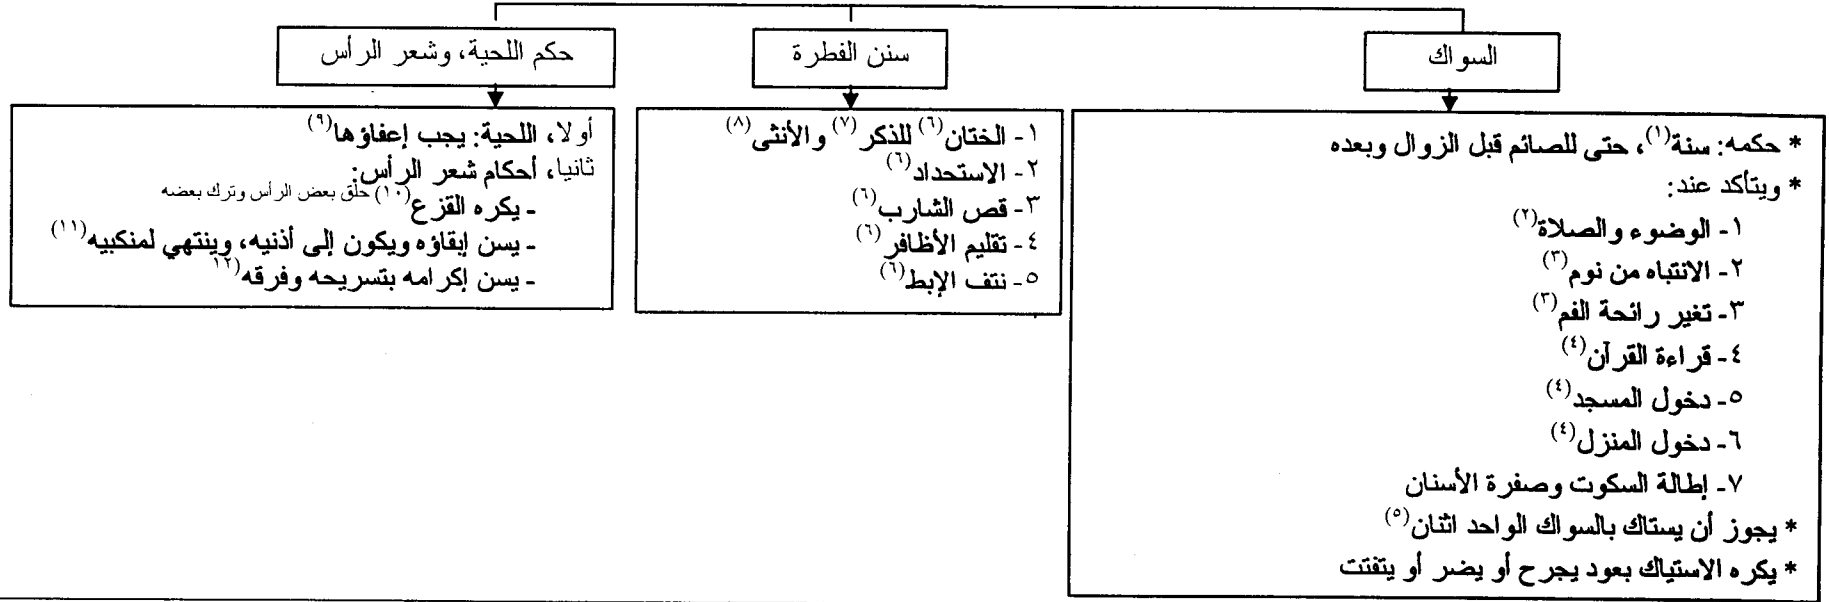 السواك
* حكمه: سنة(١)، حتى للصائم قبل الزوال وبعده
* ويتأكد عند:
١- الوضوء والصلاة(٢)
٢- الانتباه من نوم(٣)
٣- تغير رائحة الفم(٣)
٤- قراءة القرآن(٤)
٥- دخول المسجد(٤)
٦- دخول المنزل(٤)
٧- إطالة السكوت وصفرة الأسنان
* يجوز أن يستاك بالسواك الواحد اثنان(٥)
* يكره الاستياك بعود يجرح أو يضر أو يتفتت
سنن الفطرة
١- الختان(٦) للذكر(٧) والأنثى(٨)
٢- الاستحداد(٦)
٣- قص الشارب(٦)
٤- تقليم الأظافر(٦)
٥- نتف الإبط(٦)
حكم اللحية، وشعر الرأس
أولا، اللحية: يجب إعفاؤها(٩)
ثانيا، أحكام شعر الرأس:
- يكره القزع(١٠) حلق بعض الرأس وترك بعضه
- يسن إبقاؤه ويكون إلى أذنيه، وينتهي لمنكبيه(١١)
- يسن إكرامه بتسريحه وفرقه(١٢)